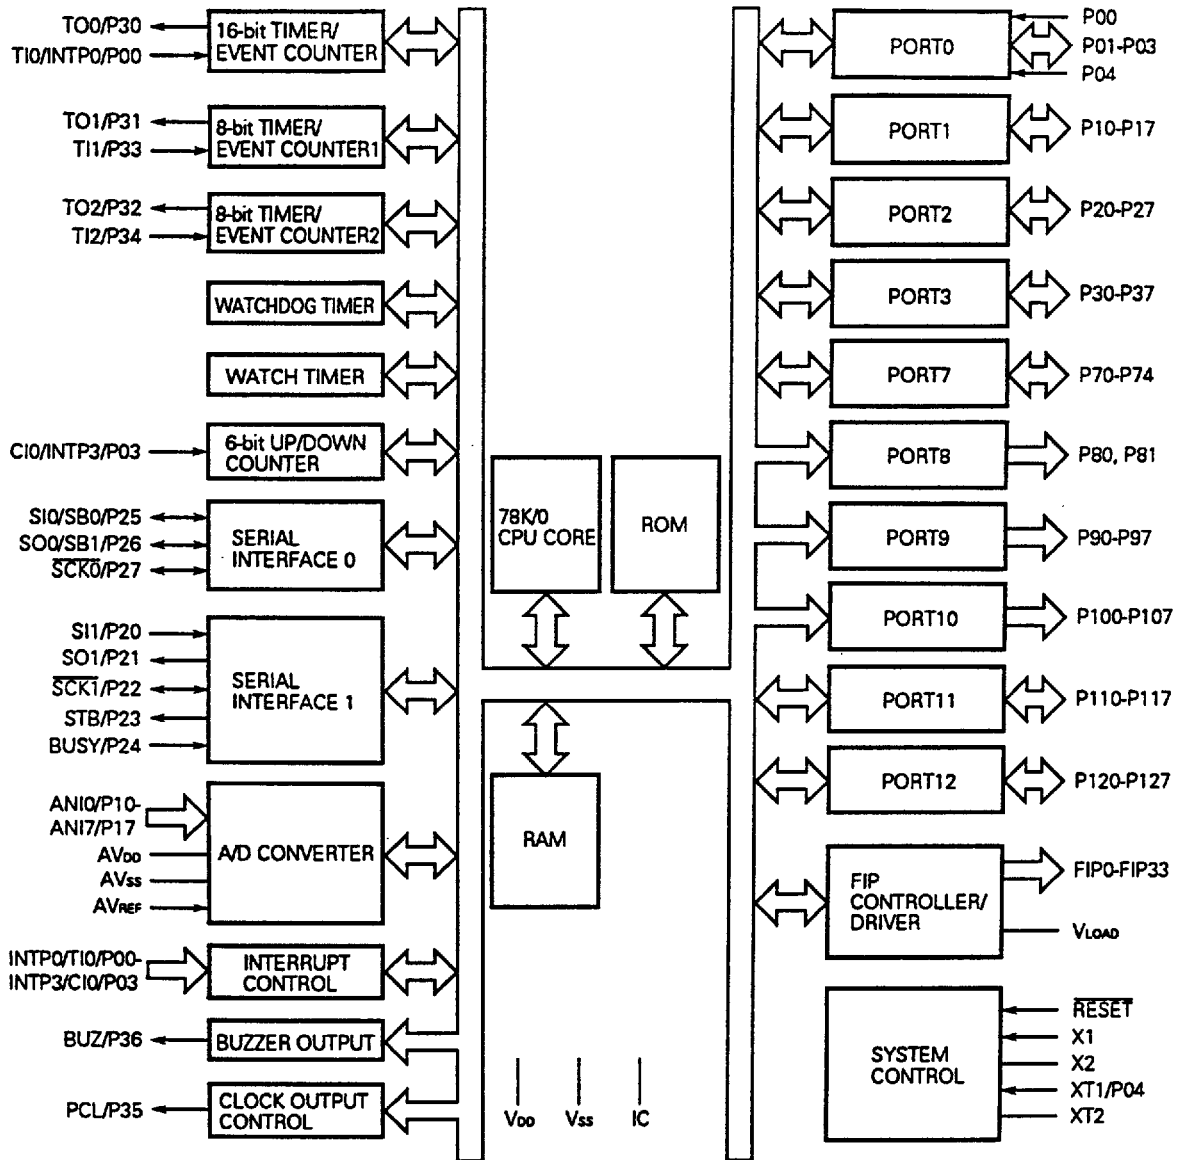 TO0/P30
TI0/INTP0/P00
16-bit TIMER/
EVENT COUNTER
TO1/P31
TI1/P33
8-bit TIMER/
EVENT COUNTER1
TO2/P32
TI2/P34
8-bit TIMER/
EVENT COUNTER2
WATCHDOG TIMER
WATCH TIMER
CI0/INTP3/P03
6-bit UP/DOWN
COUNTER
SI0/SB0/P25
SO0/SB1/P26
SCK0/P27
SERIAL
INTERFACE 0
SI1/P20
SO1/P21
SCK1/P22
STB/P23
BUSY/P24
SERIAL
INTERFACE 1
ANI0/P10-
ANI7/P17
AVDD
AVSS
AVREF
A/D CONVERTER
INTP0/TI0/P00-
INTP3/CI0/P03
INTERRUPT
CONTROL
BUZ/P36
BUZZER OUTPUT
PCL/P35
CLOCK OUTPUT
CONTROL
78K/0
CPU CORE
ROM
RAM
VDD
VSS
IC
PORT0
P00
P01-P03
P04
PORT1
P10-P17
PORT2
P20-P27
PORT3
P30-P37
PORT7
P70-P74
PORT8
P80, P81
PORT9
P90-P97
PORT10
P100-P107
PORT11
P110-P117
PORT12
P120-P127
FIP
CONTROLLER/
DRIVER
FIP0-FIP33
VLOAD
SYSTEM
CONTROL
RESET
X1
X2
XT1/P04
XT2